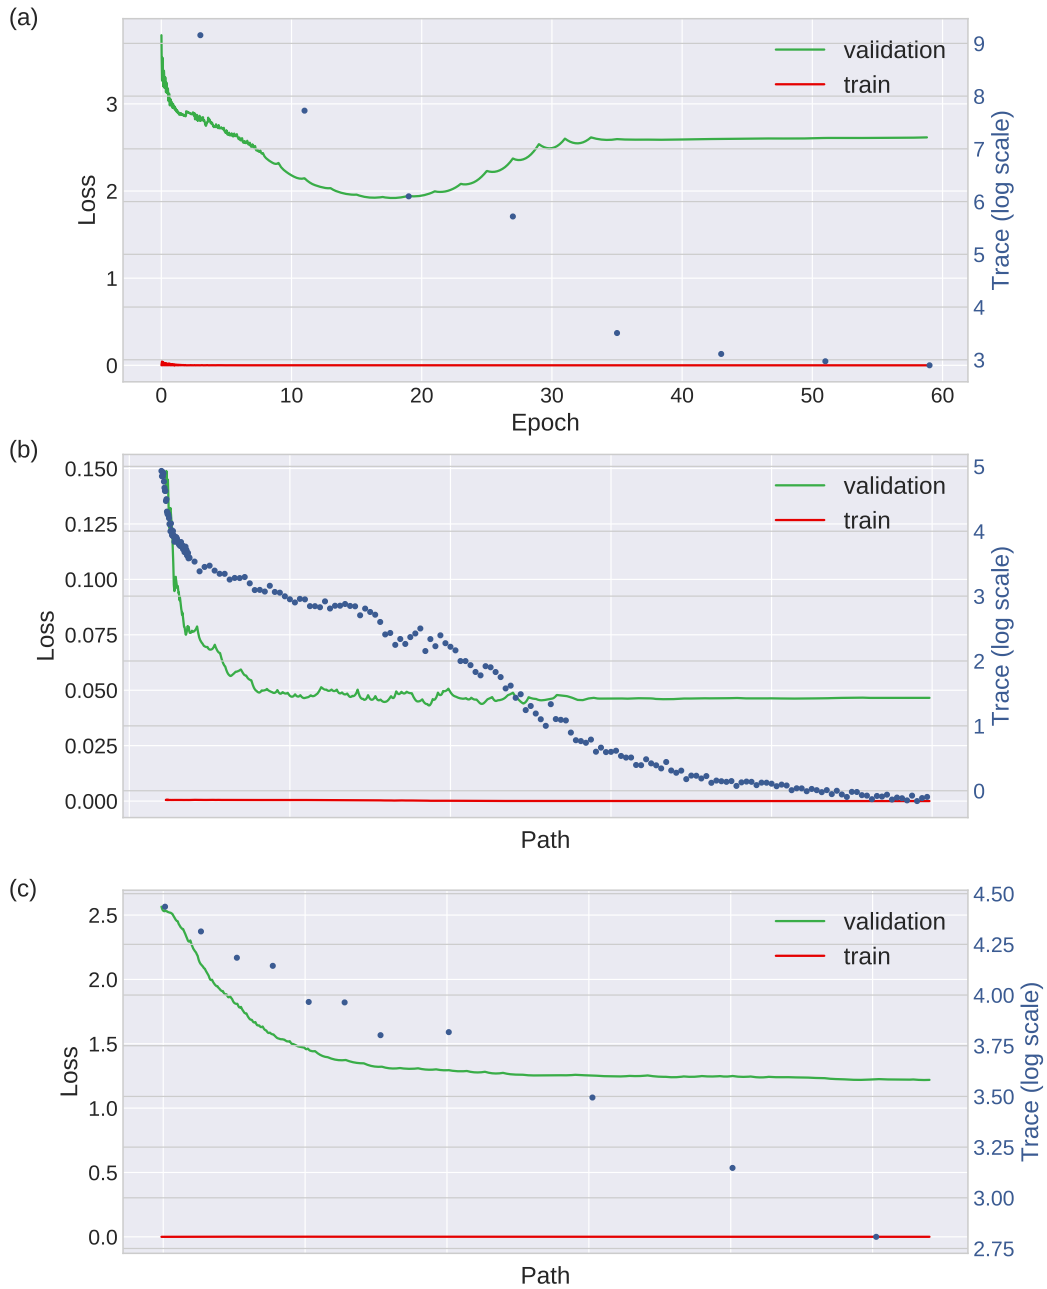 (a)
validation
train
3
2
1
0
Loss
9
8
7
6
5
4
3
Trace (log scale)
0 10 20 30 40 50 60
Epoch
(b)
validation
train
0.150
0.125
0.100
0.075
0.050
0.025
0.000
Loss
5
4
3
2
1
0
Trace (log scale)
Path
(c)
validation
train
2.5
2.0
1.5
1.0
0.5
0.0
Loss
4.50
4.25
4.00
3.75
3.50
3.25
3.00
2.75
Trace (log scale)
Path